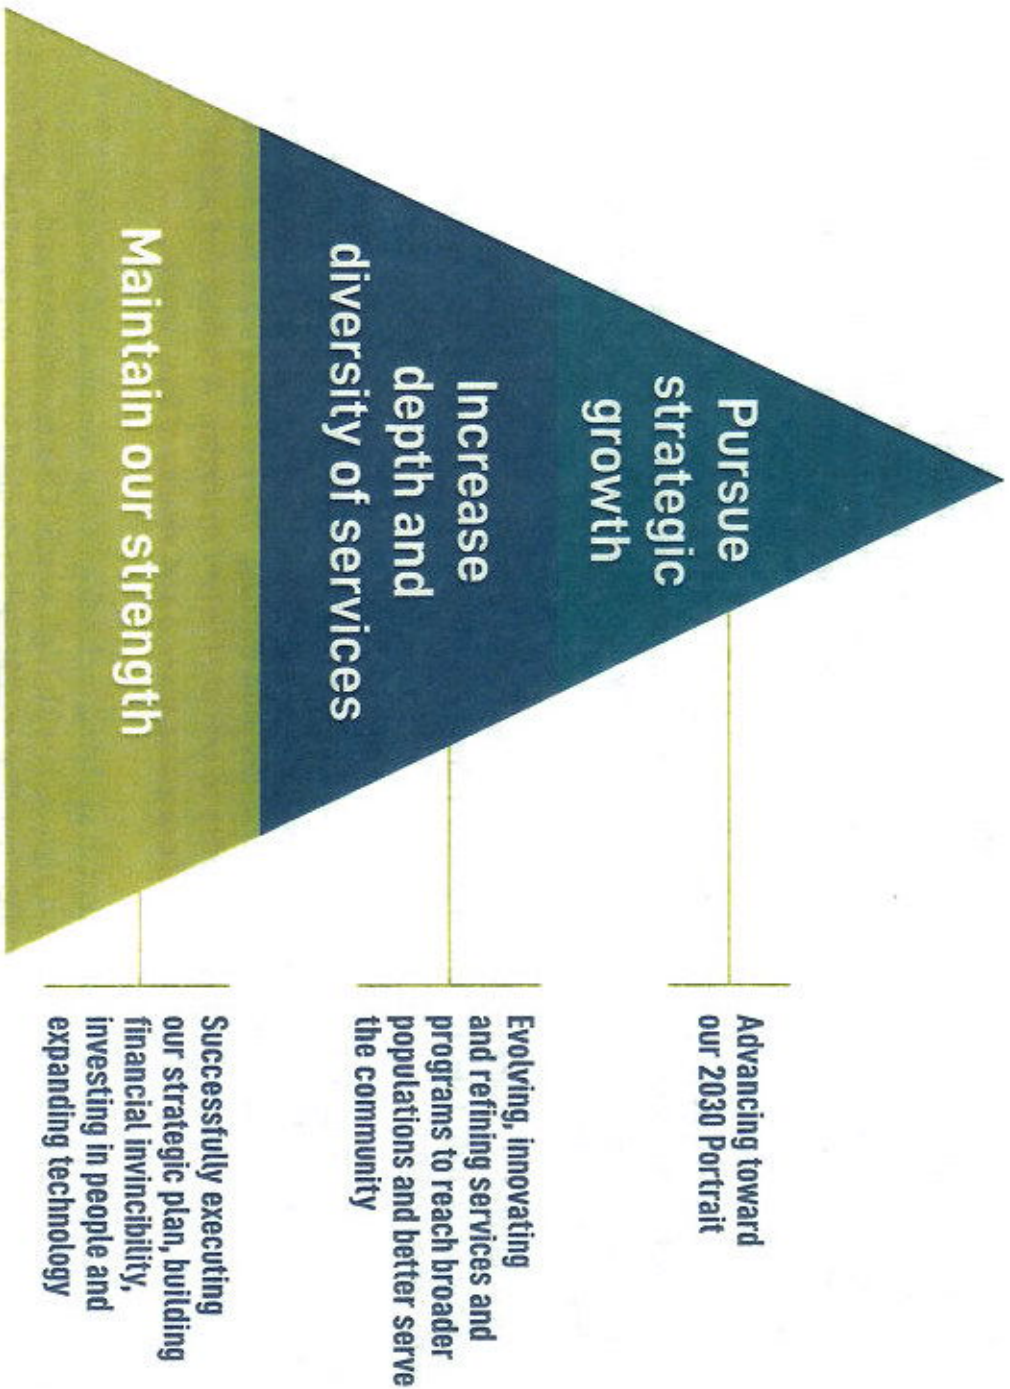 Pursue
strategic
growth
Advancing toward
our 2030 Portrait
Increase
depth and
diversity of services
Evolving, innovating
and refining services and
programs to reach broader
populations and better serve
the community
Maintain our strength
Successfully executing
our strategic plan, building
financial invincibility,
investing in people and
expanding technology